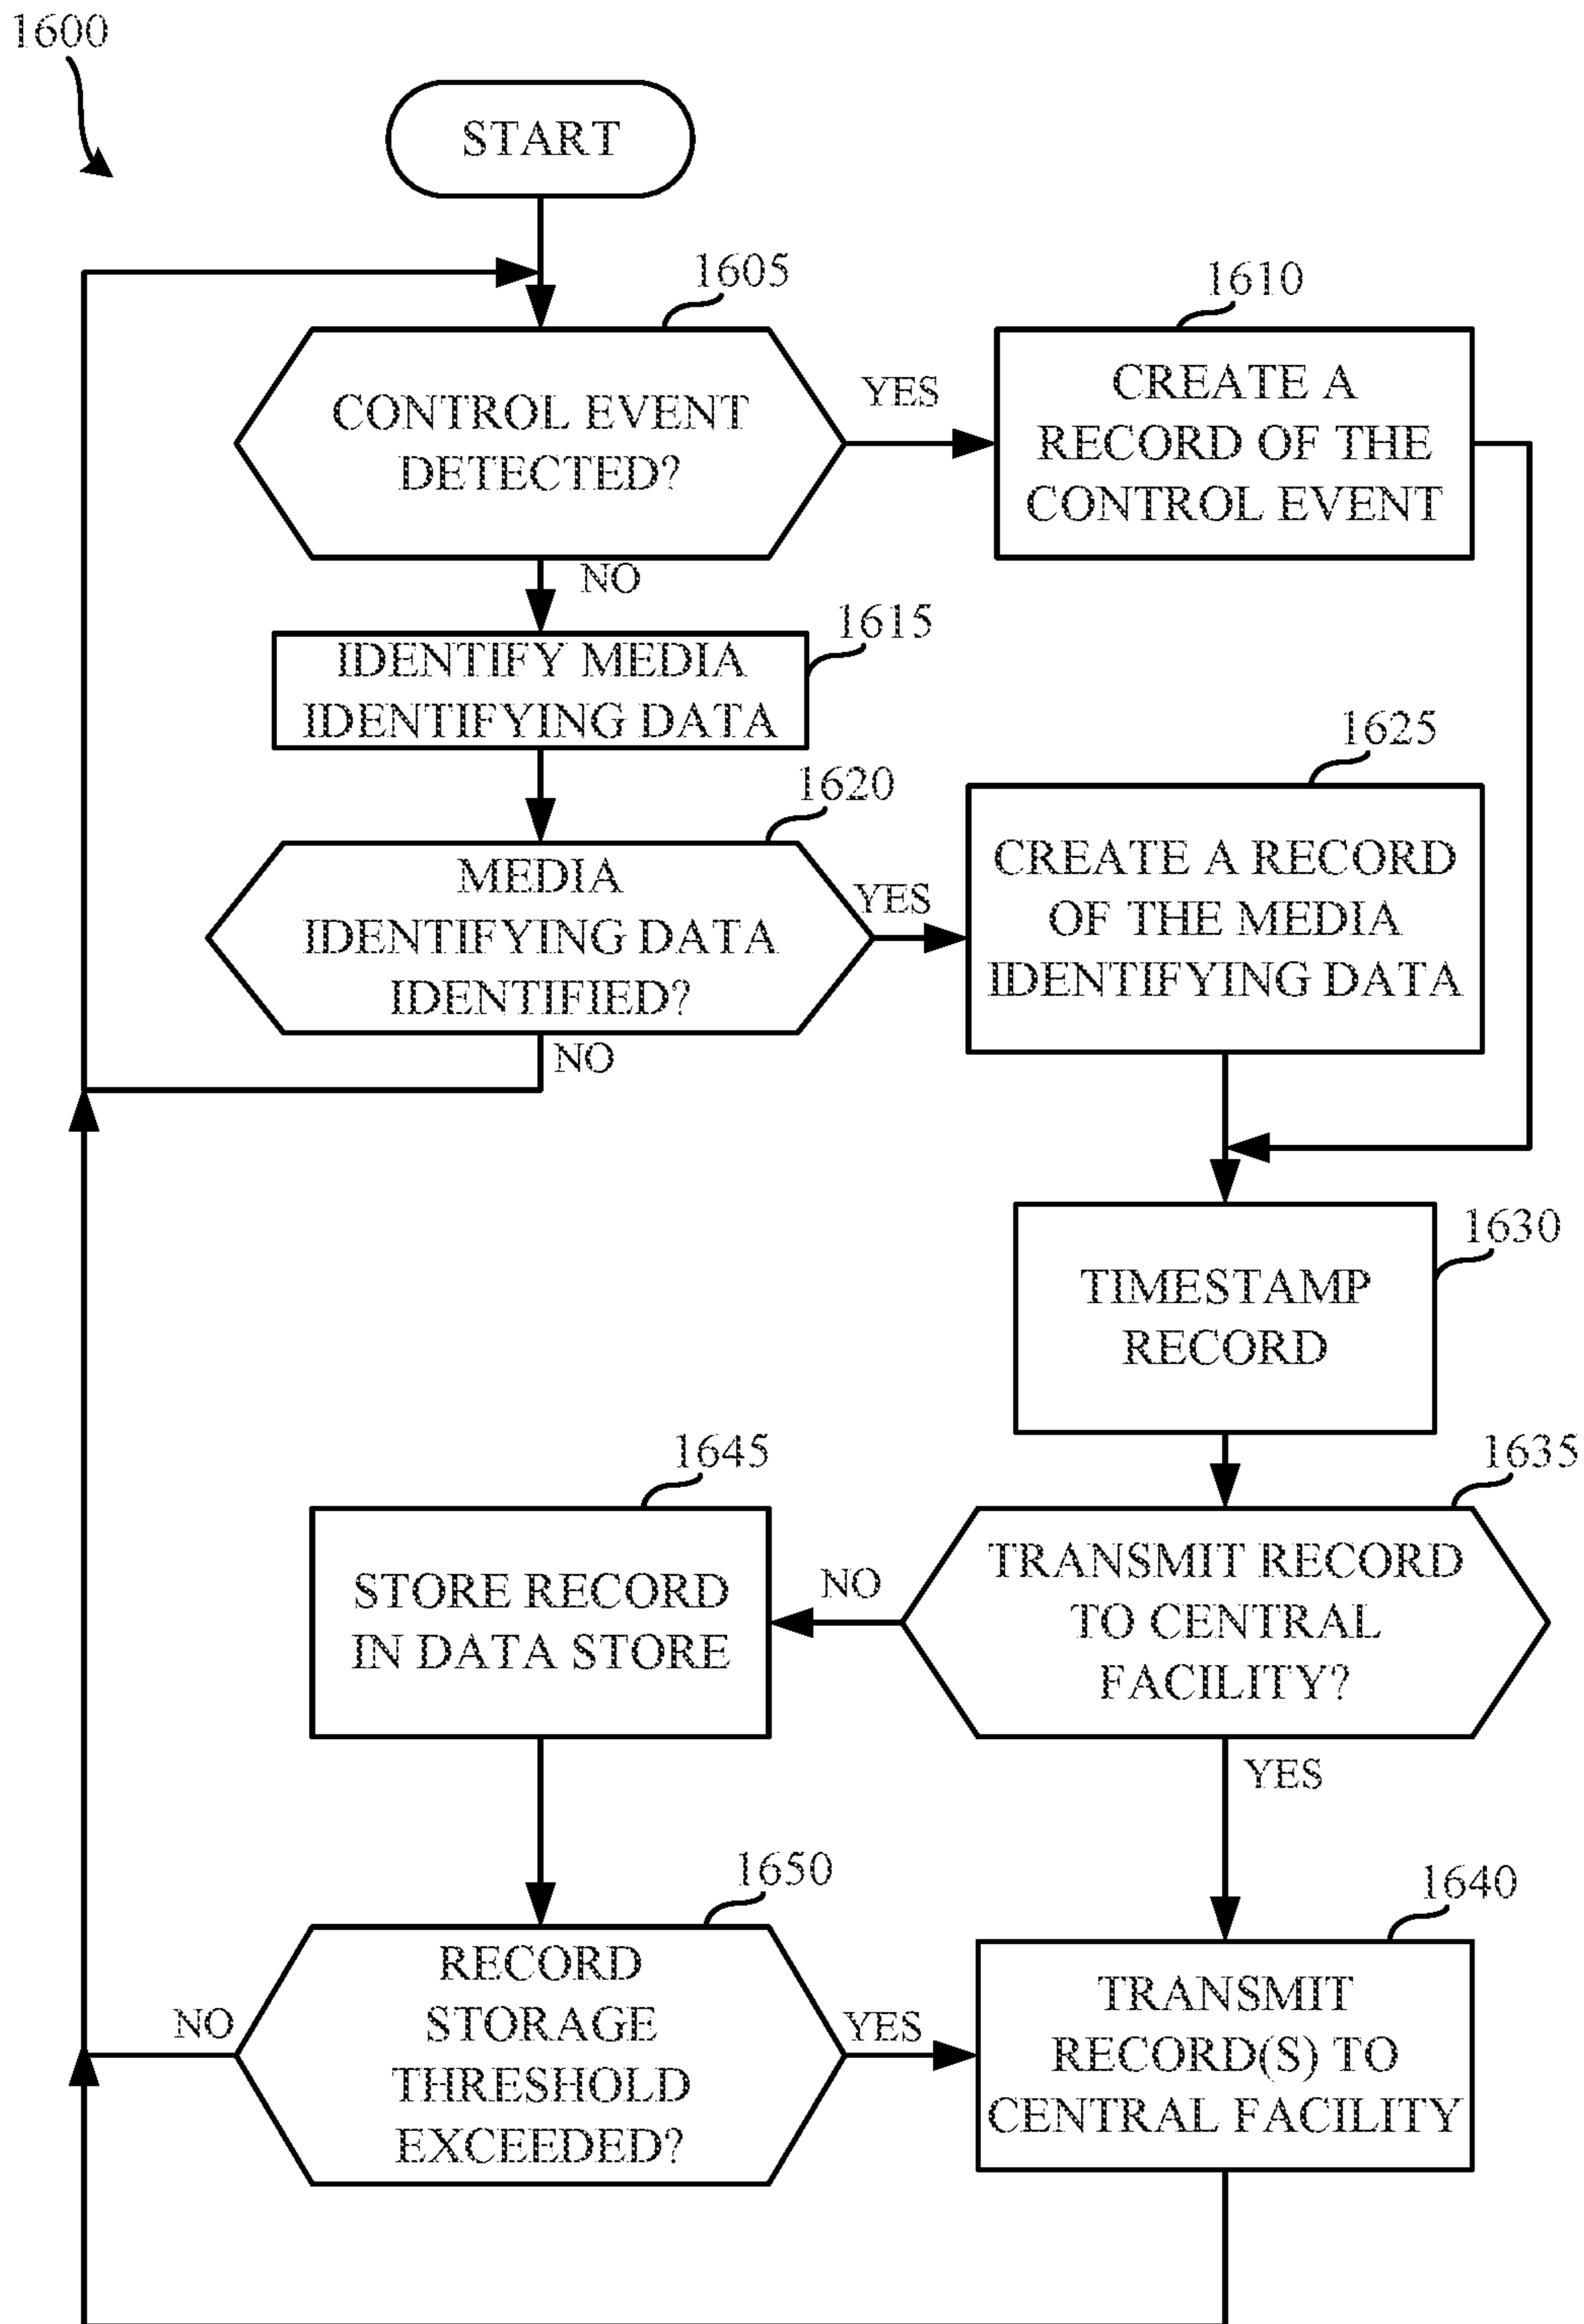 1600
START
1605
CONTROL EVENT
DETECTED?
YES
1610
CREATE A
RECORD OF THE
CONTROL EVENT
NO
1615
IDENTIFY MEDIA
IDENTIFYING DATA
1620
MEDIA
IDENTIFYING DATA
IDENTIFIED?
YES
1625
CREATE A RECORD
OF THE MEDIA
IDENTIFYING DATA
NO
1630
TIMESTAMP
RECORD
1635
TRANSMIT RECORD
TO CENTRAL
FACILITY?
NO
1645
STORE RECORD
IN DATA STORE
YES
1650
RECORD
STORAGE
THRESHOLD
EXCEEDED?
NO
YES
1640
TRANSMIT
RECORD(S) TO
CENTRAL FACILITY